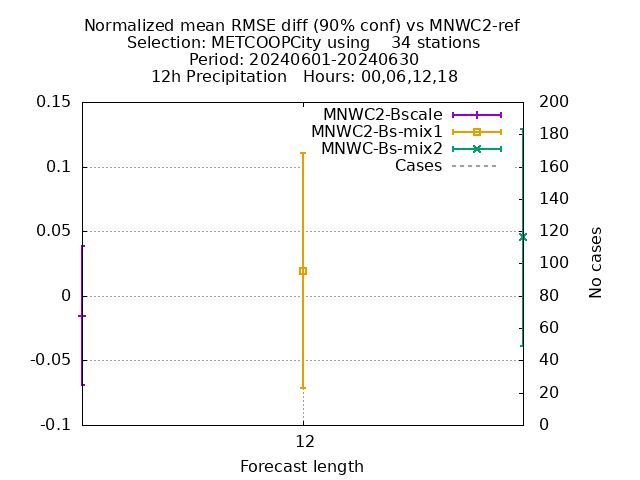 Normalized mean RMSE diff (90% conf) vs MNWC2-ref
Selection: METCOOPCity using    34 stations
Period: 20240601-20240630
12h Precipitation   Hours: 00,06,12,18
MNWC2-Bscale
MNWC2-Bs-mix1
MNWC-Bs-mix2
Cases
0.15
0.1
0.05
0
-0.05
-0.1
200
180
160
140
120
100
80
60
40
20
0
No cases
12
Forecast length